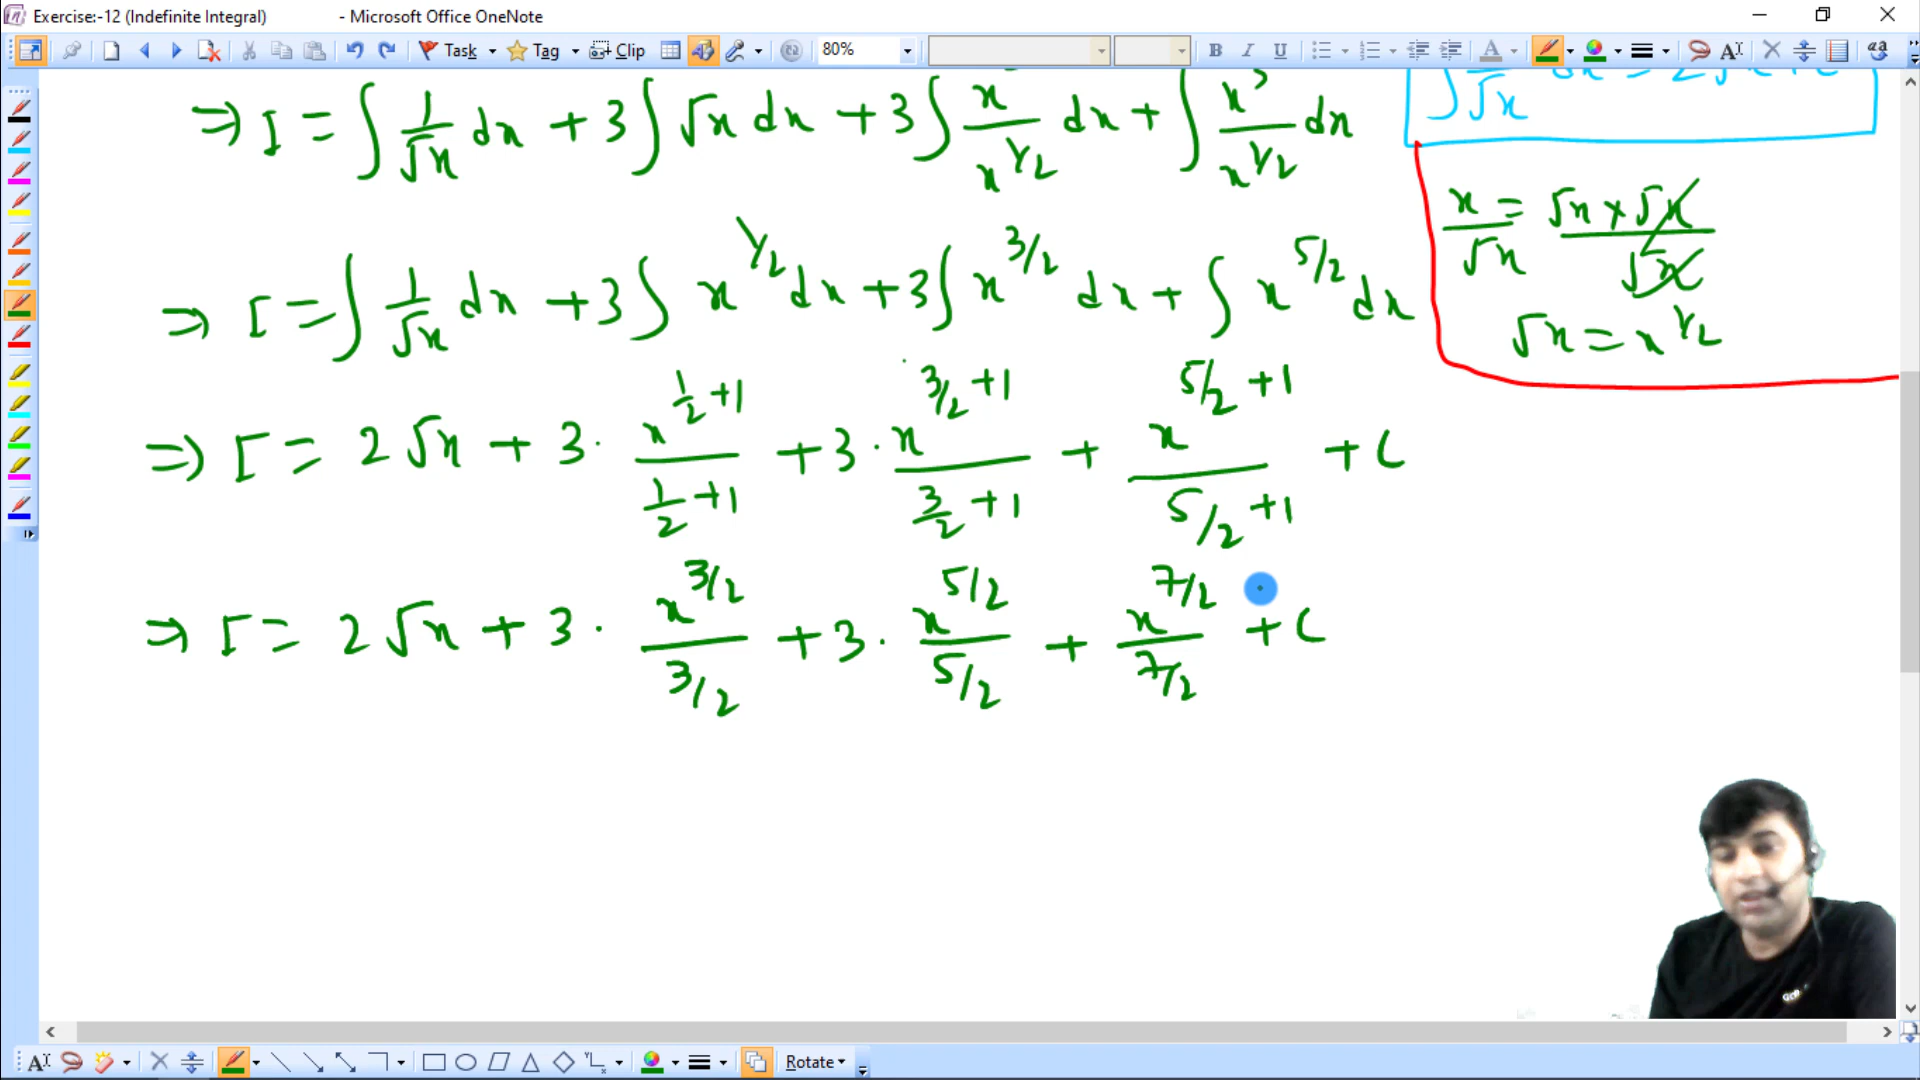 Exercise:-12 (Indefinite Integral) - Microsoft Office OneNote
Task Tag Clip 80% B I U A
⇒ I = ∫ 1/√x dx + 3∫ √x dx + 3∫ x/x^1/2 dx + ∫ x^3/x^1/2 dx
x/√x = √x × √x/√x
√x = x^1/2
⇒ I = ∫ 1/√x dx + 3∫ x^1/2 dx + 3∫ x^3/2 dx + ∫ x^5/2 dx
⇒ I = 2√x + 3 · x^(1/2 + 1)/(1/2 + 1) + 3 · x^(3/2 + 1)/(3/2 + 1) + x^(5/2 + 1)/(5/2 + 1) + C
⇒ I = 2√x + 3 · x^3/2/(3/2) + 3 · x^5/2/(5/2) + x^7/2/(7/2) + C
Rotate